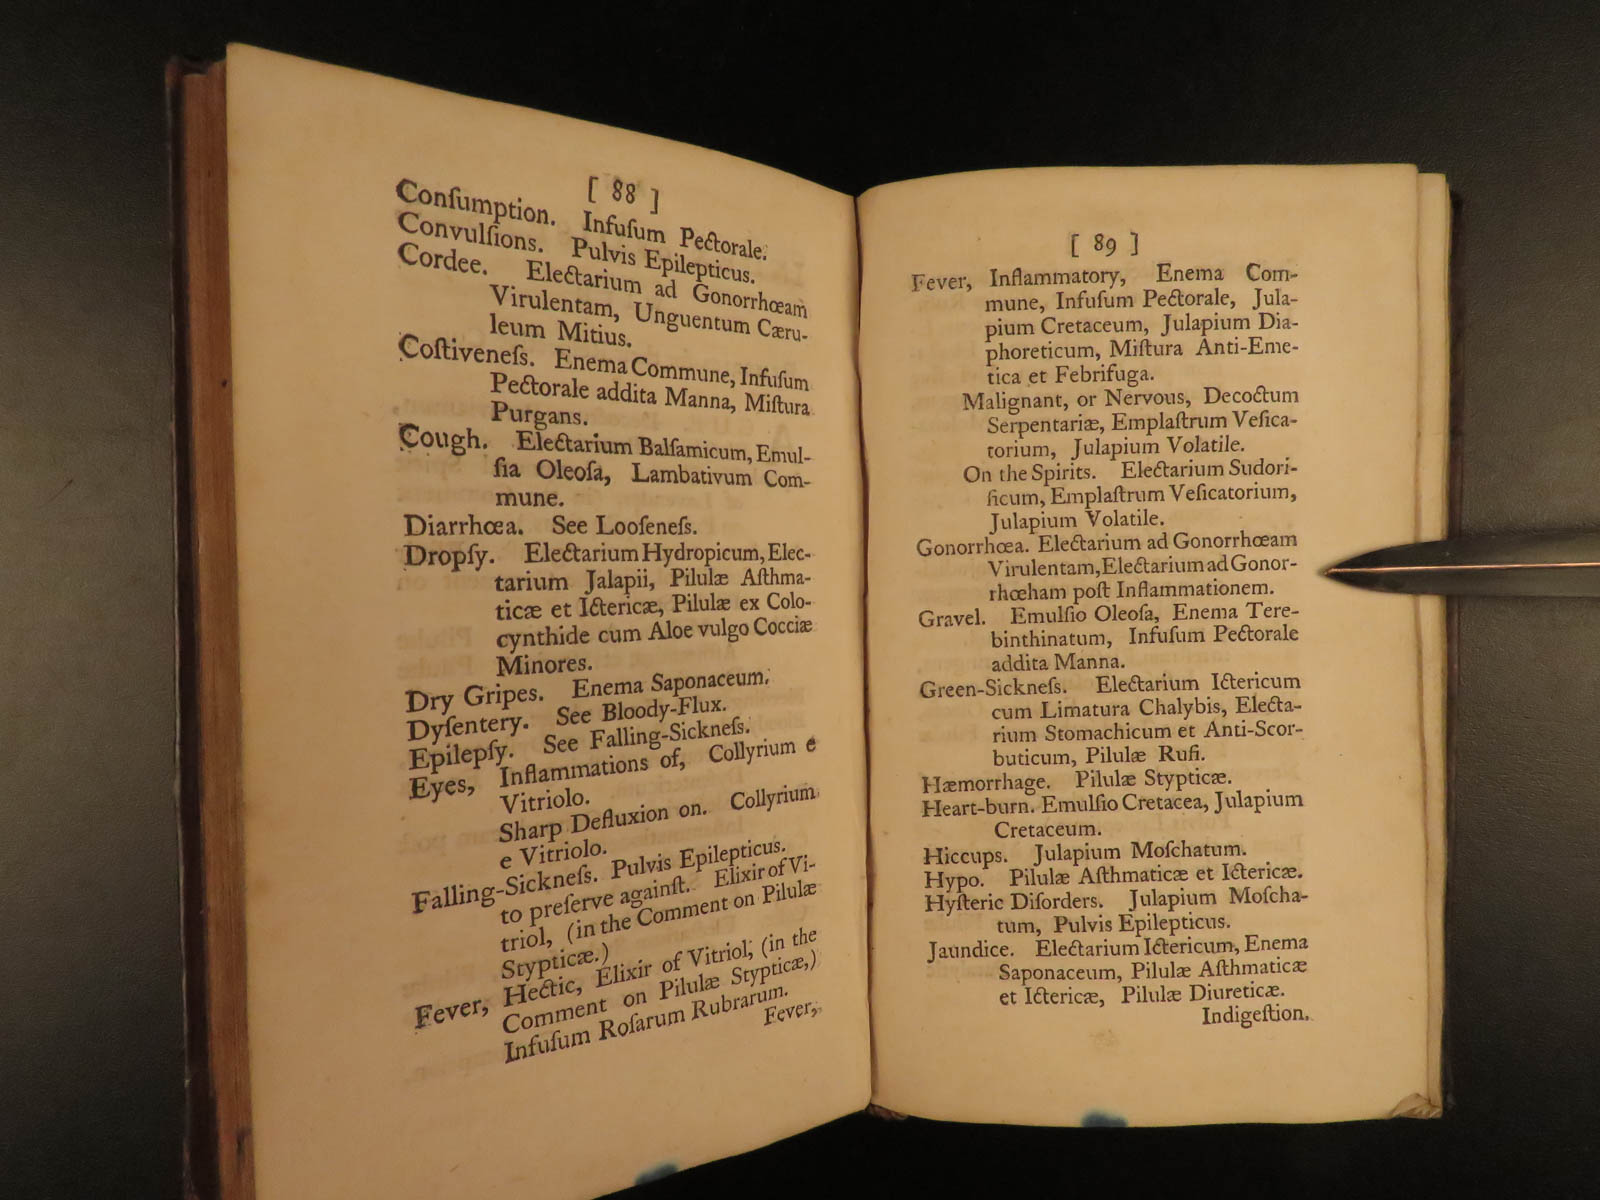 [ 88 ]
Conſumption. Infuſum Pectorale.
Convulſions. Pulvis Epilepticus.
Cordee. Electarium ad Gonorrhœam
Virulentam, Unguentum Cæru-
leum Mitius.
Coſtiveneſs. Enema Commune, Infuſum
Pectorale addita Manna, Miſtura
Purgans.
Cough. Electarium Balſamicum, Emul-
ſia Oleoſa, Lambativum Com-
mune.
Diarrhœa. See Looſeneſs.
Dropſy. Electarium Hydropicum, Elec-
tarium Jalapii, Pilulæ Aſthma-
ticæ et Ictericæ, Pilulæ ex Colo-
cynthide cum Aloe vulgo Cocciæ
Minores.
Dry Gripes. Enema Saponaceum.
Dyſentery. See Bloody-Flux.
Epilepſy. See Falling-Sickneſs.
Eyes, Inflammations of, Collyrium e
Vitriolo.
Sharp Defluxion on. Collyrium
e Vitriolo.
Falling-Sickneſs. Pulvis Epilepticus.
to preſerve againſt. Elixir of Vi-
triol, (in the Comment on Pilulæ
Stypticæ.)
Fever, Hectic, Elixir of Vitriol, (in the
Comment on Pilulæ Stypticæ,)
Infuſum Roſarum Rubrarum.
Fever,
[ 89 ]
Fever, Inflammatory, Enema Com-
mune, Infuſum Pectorale, Jula-
pium Cretaceum, Julapium Dia-
phoreticum, Miſtura Anti-Eme-
tica et Febrifuga.
Malignant, or Nervous, Decoctum
Serpentariæ, Emplaſtrum Veſica-
torium, Julapium Volatile.
On the Spirits. Electarium Sudori-
ficum, Emplaſtrum Veſicatorium,
Julapium Volatile.
Gonorrhœa. Electarium ad Gonorrhœam
Virulentam, Electarium ad Gonor-
rhœham poſt Inflammationem.
Gravel. Emulſio Oleoſa, Enema Tere-
binthinatum, Infuſum Pectorale
addita Manna.
Green-Sickneſs. Electarium Ictericum
cum Limatura Chalybis, Electa-
rium Stomachicum et Anti-Scor-
buticum, Pilulæ Rufi.
Hæmorrhage. Pilulæ Stypticæ.
Heart-burn. Emulſio Cretacea, Julapium
Cretaceum.
Hiccups. Julapium Moſchatum.
Hypo. Pilulæ Aſthmaticæ et Ictericæ.
Hyſteric Diſorders. Julapium Moſcha-
tum, Pulvis Epilepticus.
Jaundice. Electarium Ictericum, Enema
Saponaceum, Pilulæ Aſthmaticæ
et Ictericæ, Pilulæ Diureticæ.
Indigeſtion.